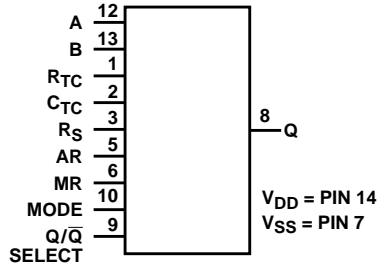 A 12
B 13
RTC 1
CTC 2
RS 3
AR 5
MR 6
MODE 10
Q/Q̅ 9
SELECT
8 Q
VDD = PIN 14
VSS = PIN 7